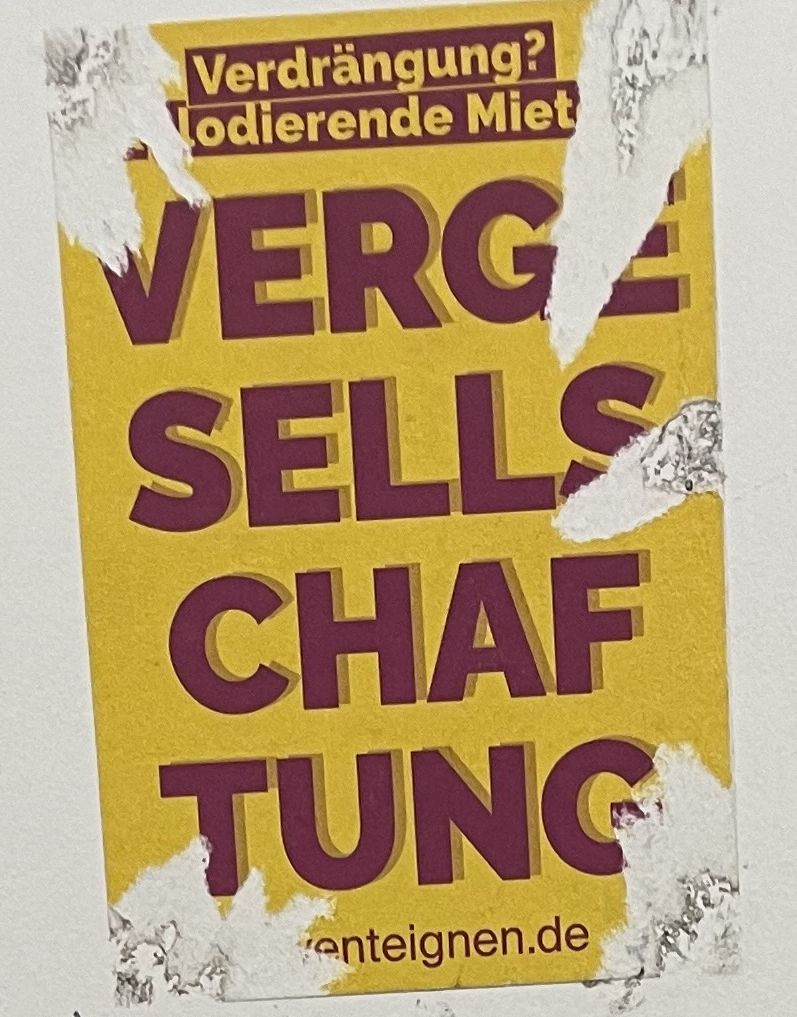 Verdrängung?
lodierende Miet
VERGE
SELLS
CHAF
TUNG
enteignen.de